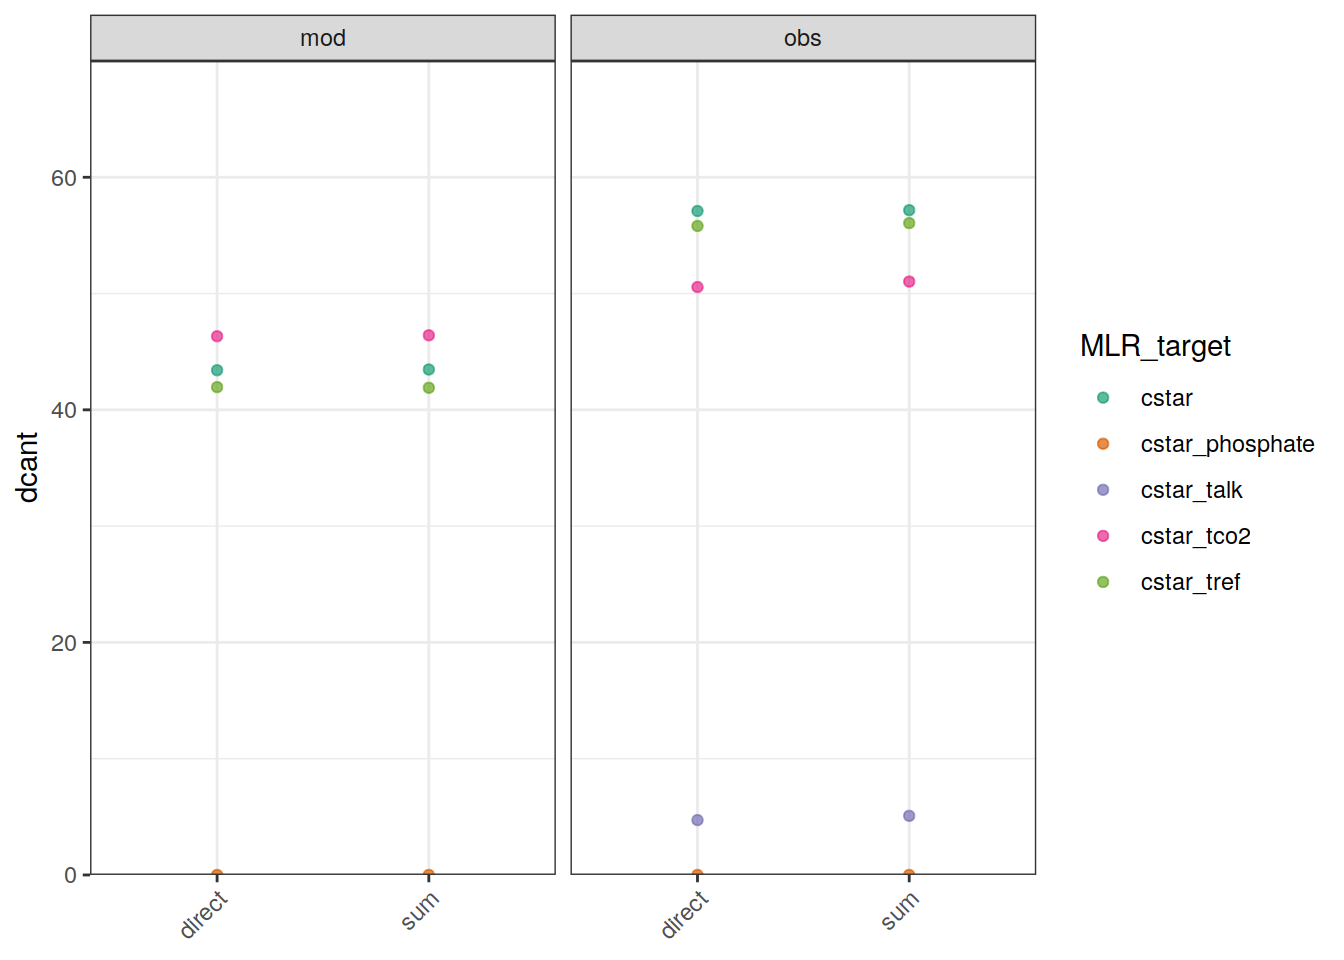 mod
obs
60
40
20
0
dcant
direct
sum
direct
sum
MLR_target
cstar
cstar_phosphate
cstar_talk
cstar_tco2
cstar_tref